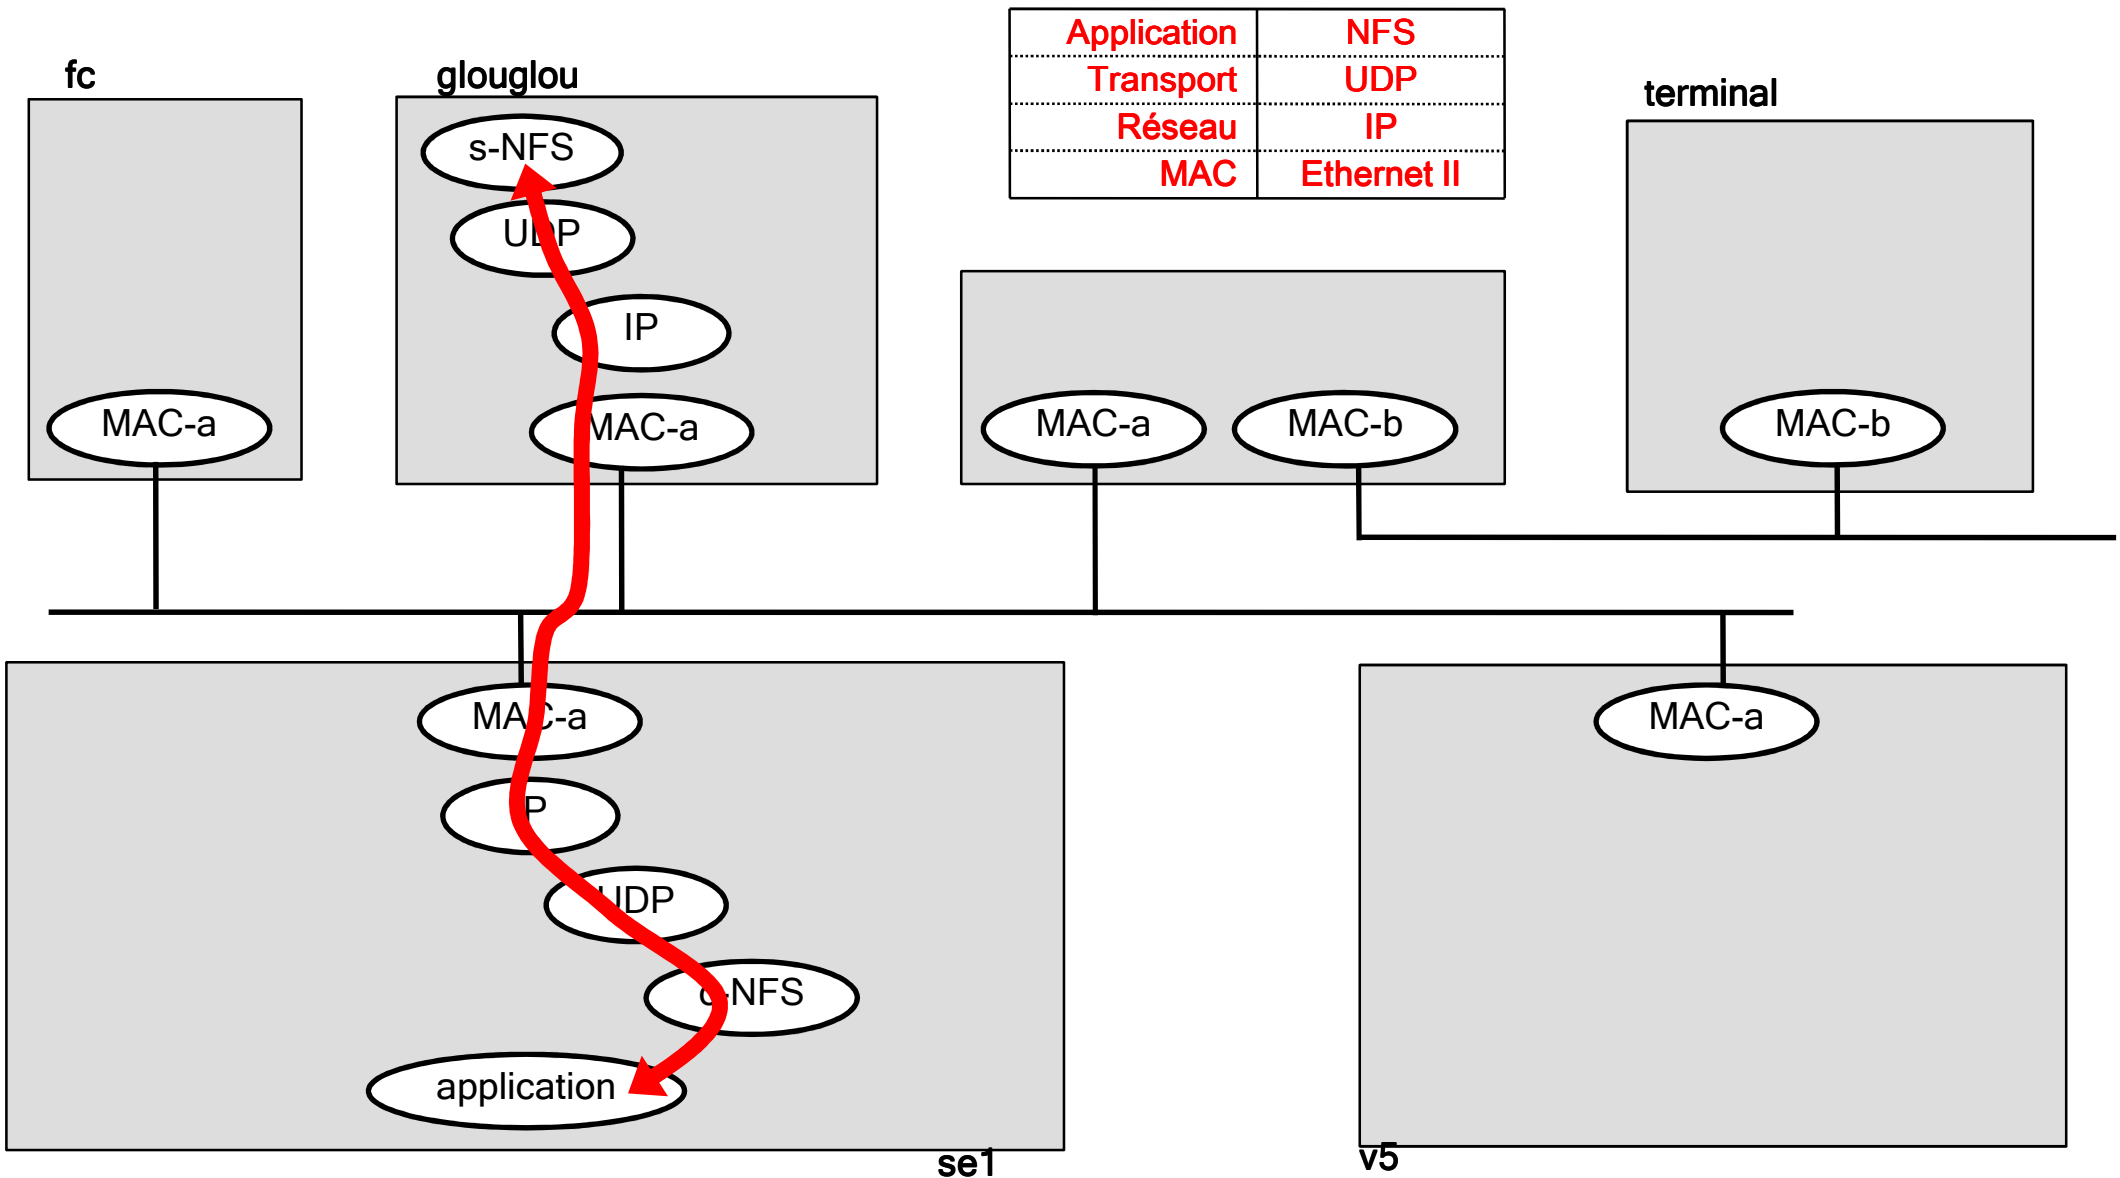 Application NFS
Transport UDP
Réseau IP
MAC Ethernet II
fc
glouglou
terminal
s-NFS
UDP
IP
MAC-a
MAC-a
MAC-a
MAC-b
MAC-b
MAC-a
MAC-a
IP
UDP
c-NFS
application
se1
v5